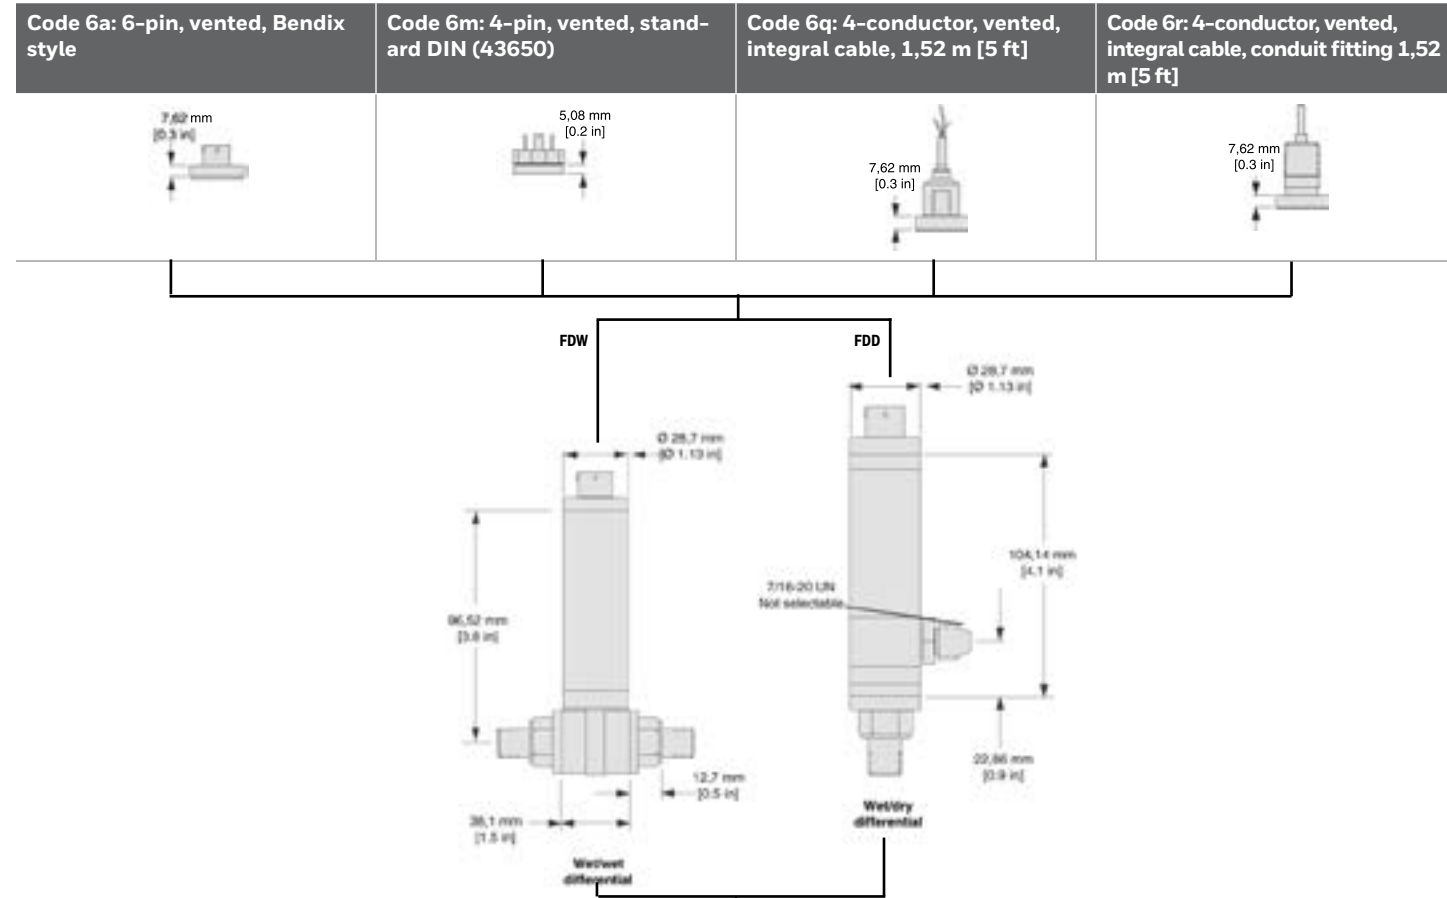 Code 6a: 6-pin, vented, Bendix
style
Code 6m: 4-pin, vented, stand-
ard DIN (43650)
Code 6q: 4-conductor, vented,
integral cable, 1,52 m [5 ft]
Code 6r: 4-conductor, vented,
integral cable, conduit fitting 1,52
m [5 ft]
7,62 mm
[0.3 in]
5,08 mm
[0.2 in]
7,62 mm
[0.3 in]
7,62 mm
[0.3 in]
FDW
FDD
Ø 28,7 mm
[Ø 1.13 in]
Ø 28,7 mm
[Ø 1.13 in]
104,14 mm
[4.1 in]
7/16-20 UN
Not selectable
96,52 mm
[3.8 in]
22,86 mm
[0.9 in]
12,7 mm
[0.5 in]
38,1 mm
[1.5 in]
Wet/dry
differential
Wet/wet
differential